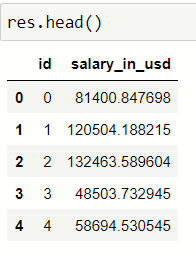 res.head()
id salary_in_usd
0 0 81400.847698
1 1 120504.188215
2 2 132463.589604
3 3 48503.732945
4 4 58694.530545